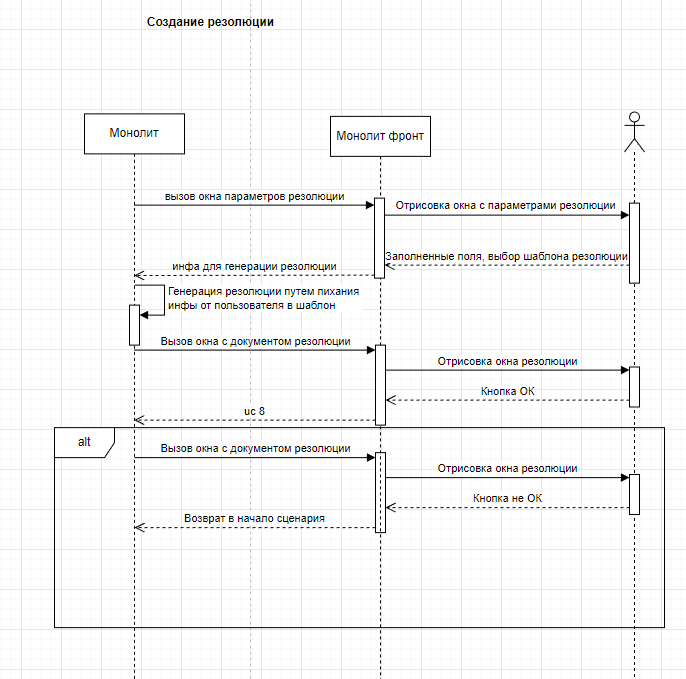 Создание резолюции
Монолит
Монолит фронт
вызов окна параметров резолюции
Отрисовка окна с параметрами резолюции
Заполненные поля, выбор шаблона резолюции
инфа для генерации резолюции
Генерация резолюции путем пихания
инфы от пользователя в шаблон
Вызов окна с документом резолюции
Отрисовка окна резолюции
Кнопка ОК
uc 8
alt
Вызов окна с документом резолюции
Отрисовка окна резолюции
Кнопка не ОК
Возврат в начало сценария